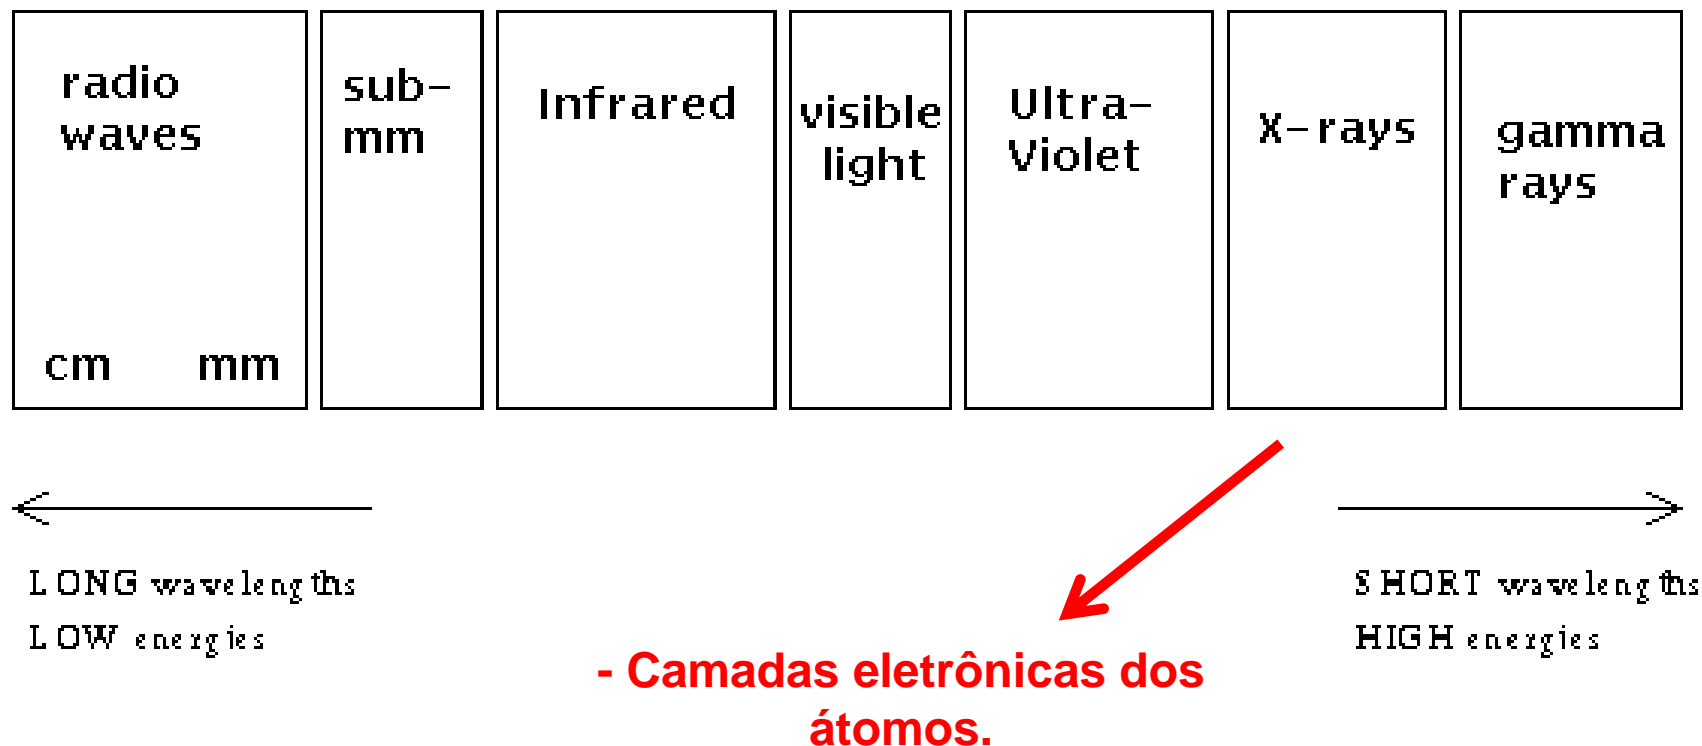 radio
waves
cm mm
sub-
mm
Infrared
visible
light
Ultra-
Violet
X-rays
gamma
rays
LONG wavelengths
LOW energies
SHORT wavelengths
HIGH energies
- Camadas eletrônicas dos
átomos.